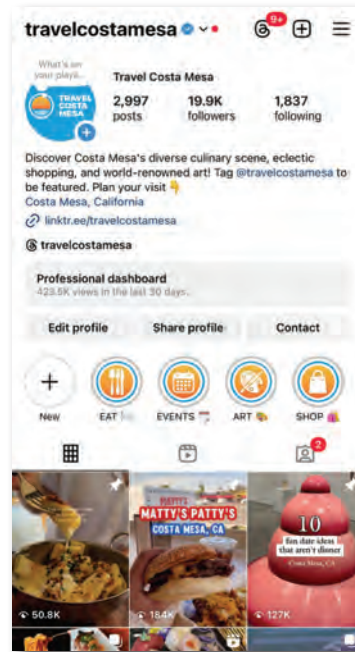 travelcostamesa
9+
What's on
your playl...
TRAVEL
COSTA
MESA
Travel Costa Mesa
2,997 19.9K 1,837
posts followers following
Discover Costa Mesa's diverse culinary scene, eclectic
shopping, and world-renowned art! Tag @travelcostamesa to
be featured. Plan your visit 👇
Costa Mesa, California
linktr.ee/travelcostamesa
travelcostamesa
Professional dashboard
423.5K views in the last 30 days.
Edit profile Share profile Contact
New EAT 🍽 EVENTS 🗓 ART 🎨 SHOP 🛍
2
MATTY'S
MATTY'S PATTY'S
COSTA MESA, CA
10
fun date ideas
that aren't dinner
Costa Mesa, CA
50.8K 184K 127K